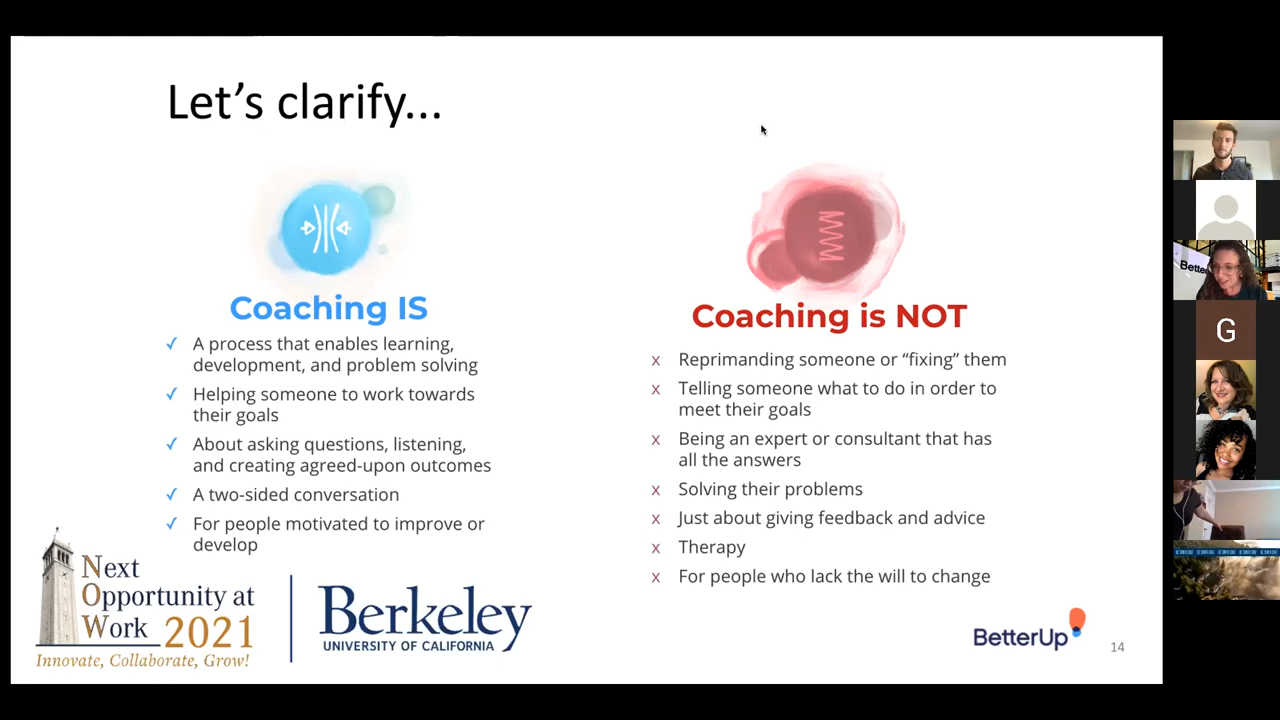 Let’s clarify...
Coaching IS
✓ A process that enables learning,
development, and problem solving
✓ Helping someone to work towards
their goals
✓ About asking questions, listening,
and creating agreed-upon outcomes
✓ A two-sided conversation
✓ For people motivated to improve or
develop
Coaching is NOT
x Reprimanding someone or “fixing” them
x Telling someone what to do in order to
meet their goals
x Being an expert or consultant that has
all the answers
x Solving their problems
x Just about giving feedback and advice
x Therapy
x For people who lack the will to change
Next
Opportunity at
Work 2021
Innovate, Collaborate, Grow!
Berkeley
UNIVERSITY OF CALIFORNIA
BetterUp
14
G